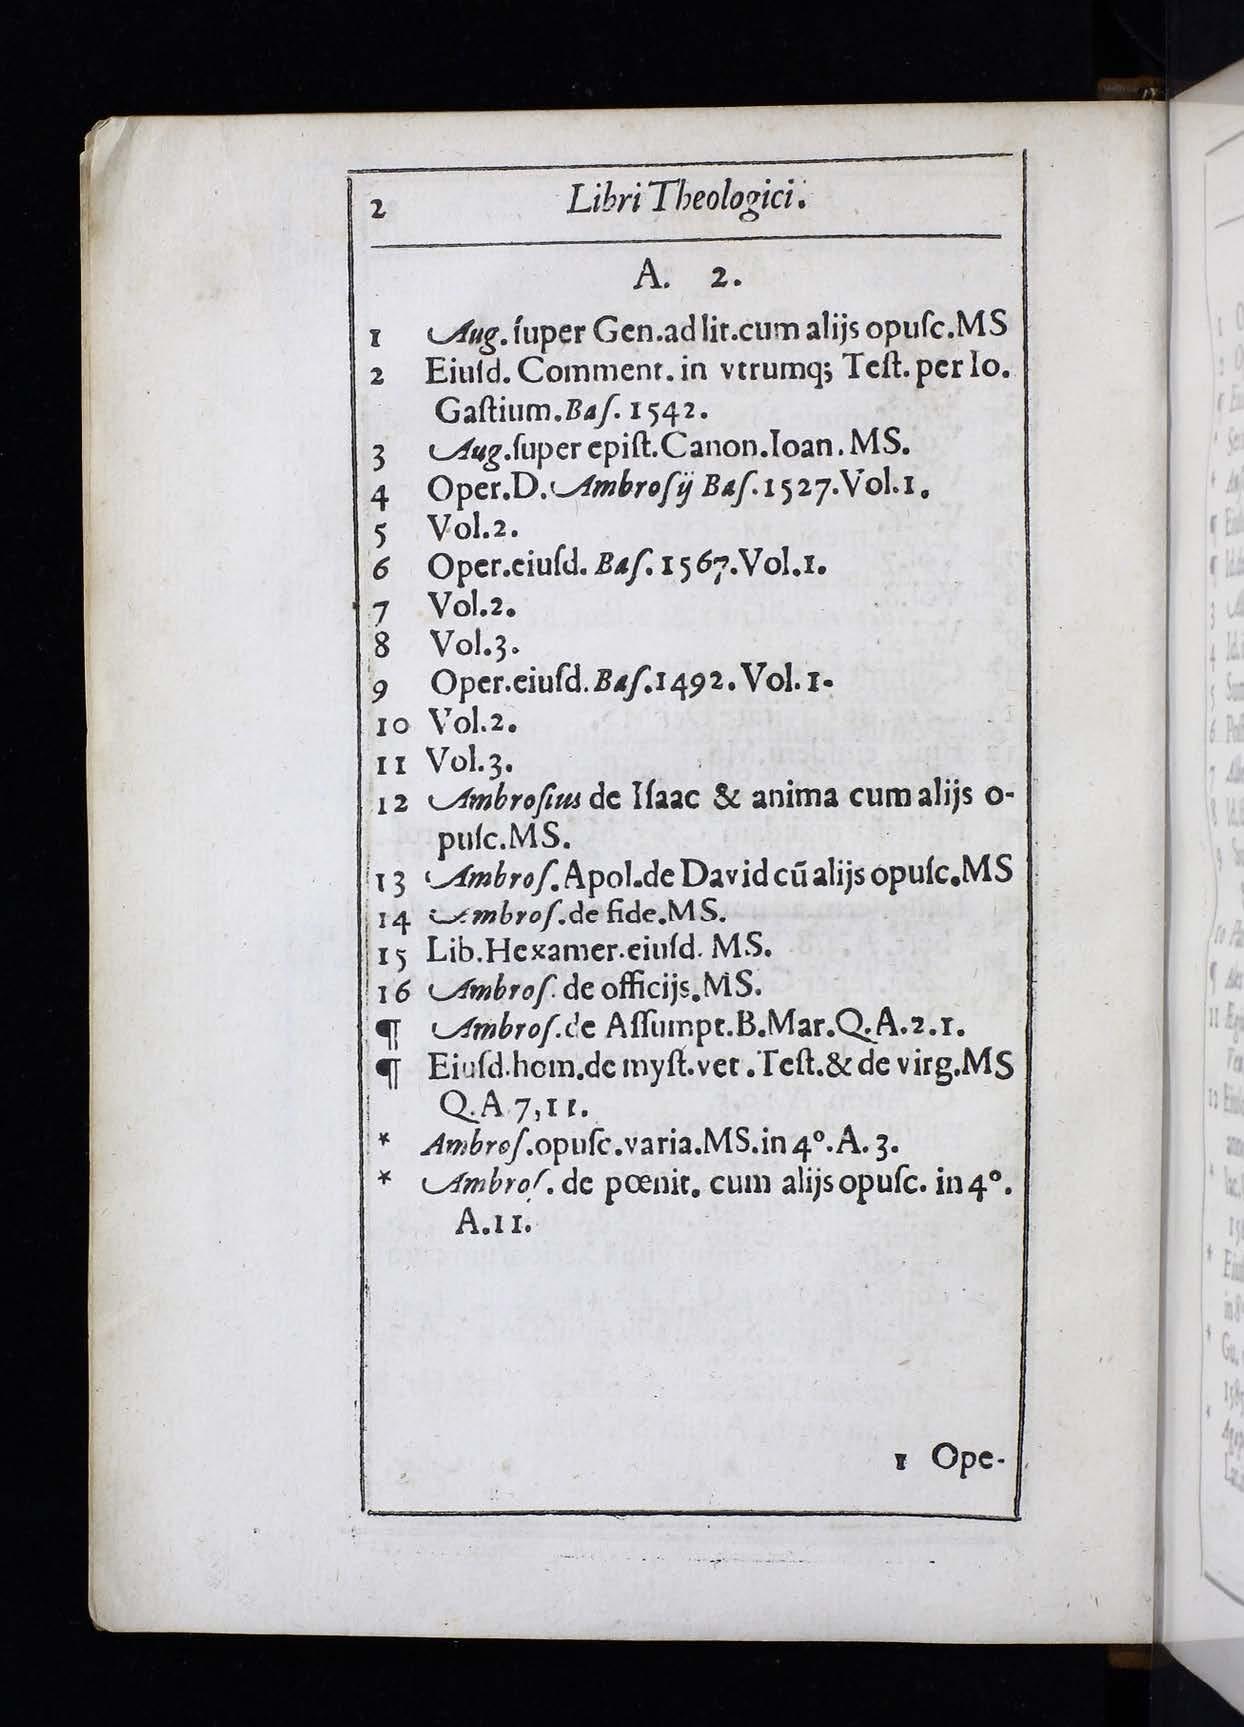 2 Libri Theologici.
A. 2.
1 Aug. ſuper Gen.ad lit.cum alijs opuſc.MS
2 Eiuſd. Comment. in vtrumq; Teſt. per Io.
Gaſtium.Baſ. 1542.
3 Aug.ſuper epiſt.Canon.Ioan. MS.
4 Oper.D. Ambroſij Baſ.1527.Vol.1.
5 Vol.2.
6 Oper.eiuſd. Baſ.1567.Vol.1.
7 Vol.2.
8 Vol.3.
9 Oper.eiuſd.Baſ.1492.Vol.1.
10 Vol.2.
11 Vol.3.
12 Ambroſius de Iſaac & anima cum alijs o-
puſc.MS.
13 Ambroſ.Apol.de David cū alijs opuſc.MS
14 Ambroſ.de fide.MS.
15 Lib.Hexamer.eiuſd. MS.
16 Ambroſ. de officijs.MS.
¶ Ambroſ.de Aſſumpt.B.Mar.Q.A.2.1.
¶ Eiuſd.hom.de myſt.vet.Teſt.& de virg.MS
Q.A 7,11.
* Ambroſ.opuſc.varia.MS.in 4º.A.3.
* Ambroſ. de pœnit. cum alijs opuſc. in 4º.
A.11.
1 Ope-